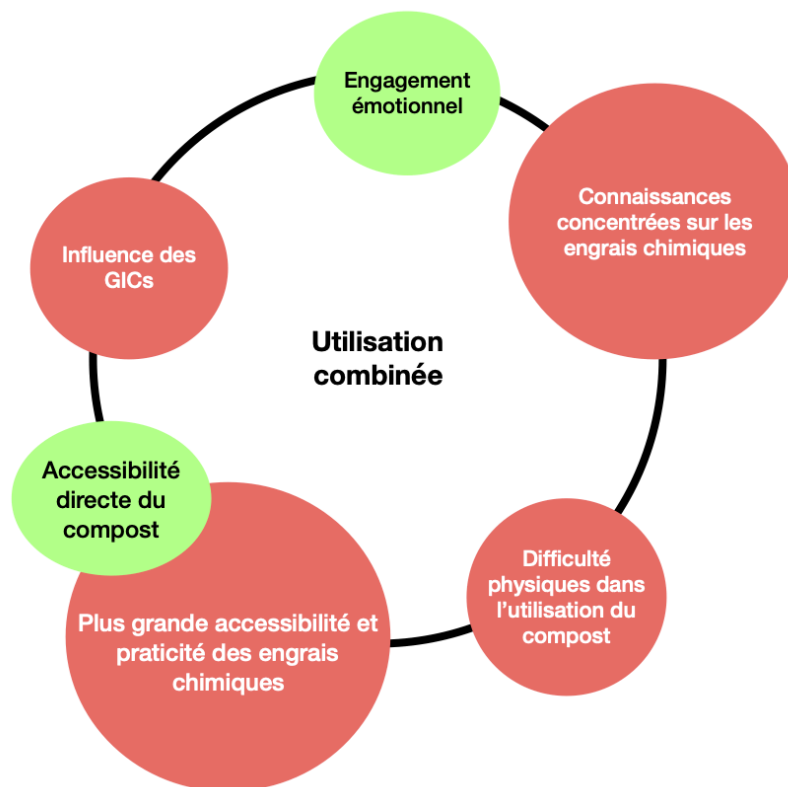 Engagement
émotionnel
Connaissances
concentrées sur les
engrais chimiques
Influence des
GICs
Utilisation
combinée
Accessibilité
directe du
compost
Difficulté
physiques dans
l'utilisation du
compost
Plus grande accessibilité et
praticité des engrais
chimiques